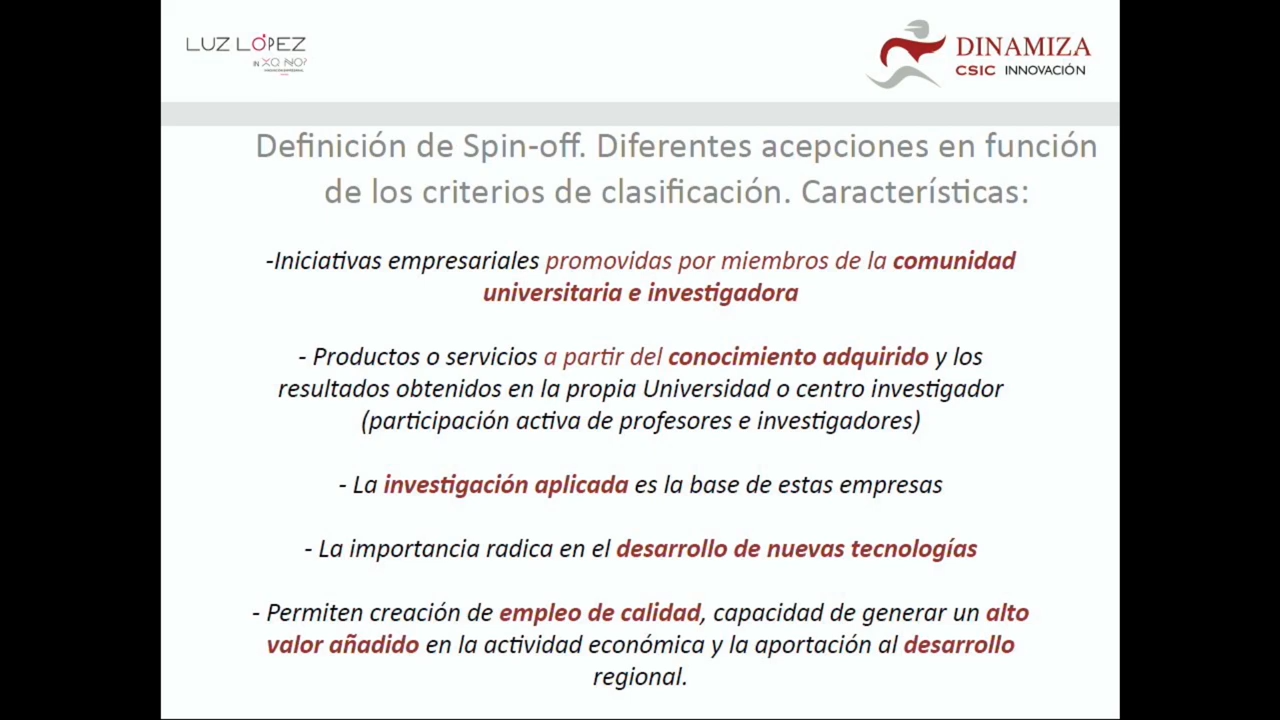 LUZ LÓPEZ
IN XQ NO?
DINAMIZA
CSIC INNOVACIÓN
Definición de Spin-off. Diferentes acepciones en función
de los criterios de clasificación. Características:
-Iniciativas empresariales promovidas por miembros de la comunidad
universitaria e investigadora
- Productos o servicios a partir del conocimiento adquirido y los
resultados obtenidos en la propia Universidad o centro investigador
(participación activa de profesores e investigadores)
- La investigación aplicada es la base de estas empresas
- La importancia radica en el desarrollo de nuevas tecnologías
- Permiten creación de empleo de calidad, capacidad de generar un alto
valor añadido en la actividad económica y la aportación al desarrollo
regional.